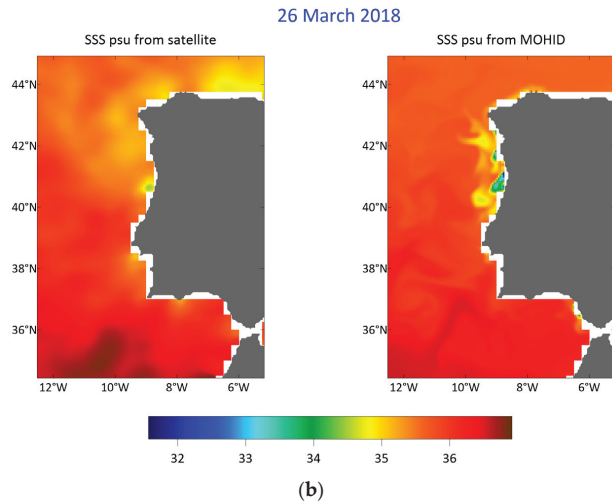 26 March 2018
SSS psu from satellite
SSS psu from MOHID
44°N
42°N
40°N
38°N
36°N
12°W 10°W 8°W 6°W
44°N
42°N
40°N
38°N
36°N
12°W 10°W 8°W 6°W
32 33 34 35 36
(b)